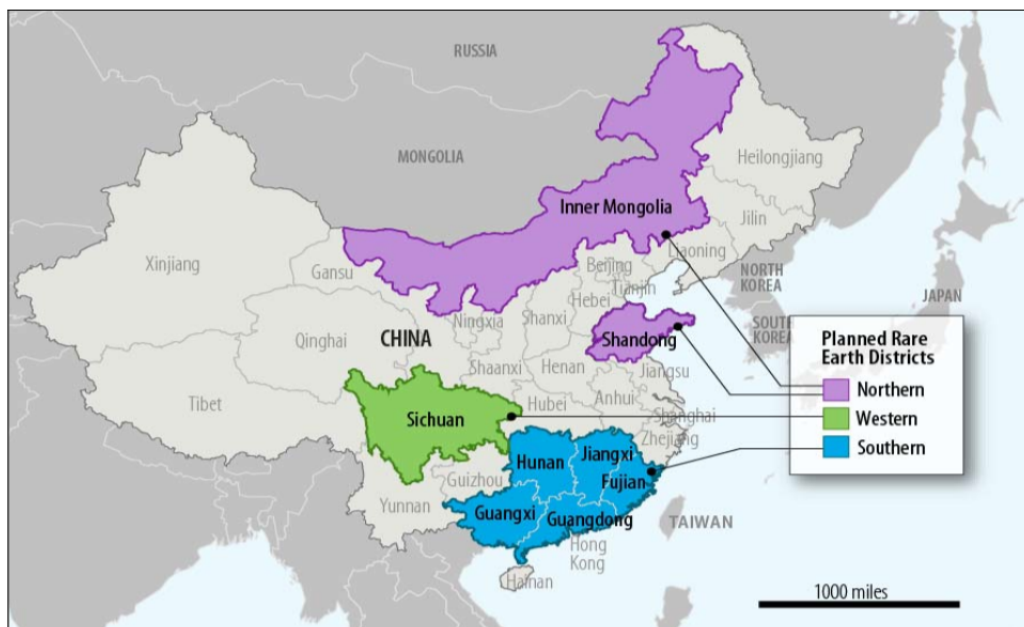 RUSSIA
MONGOLIA
Heilongjiang
Inner Mongolia
Jilin
Xinjiang
Gansu
Liaoning
Beijing
Tianjin
NORTH
KOREA
Hebei
JAPAN
Ningxia
Shanxi
Qinghai
CHINA
Shandong
SOUTH
KOREA
Planned Rare
Earth Districts
Northern
Western
Southern
Shaanxi
Henan
Jiangsu
Tibet
Sichuan
Hubei
Anhui
Shanghai
Zhejiang
Hunan
Jiangxi
Fujian
Guizhou
Yunnan
Guangxi
Guangdong
TAIWAN
Hong
Kong
Hainan
1000 miles